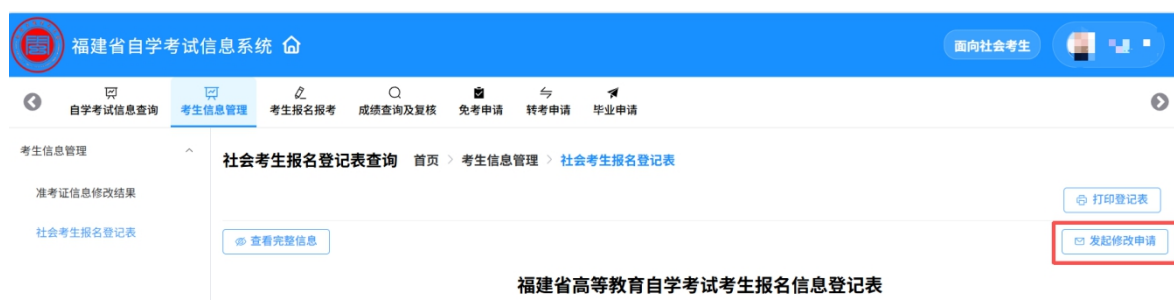 福建省自学考试信息系统
面向社会考生
自学考试信息查询 考生信息管理 考生报名报考 成绩查询及复核 免考申请 转考申请 毕业申请
考生信息管理
准考证信息修改结果
社会考生报名登记表
社会考生报名登记表查询 首页 > 考生信息管理 > 社会考生报名登记表
打印登记表
查看完整信息
发起修改申请
福建省高等教育自学考试考生报名信息登记表